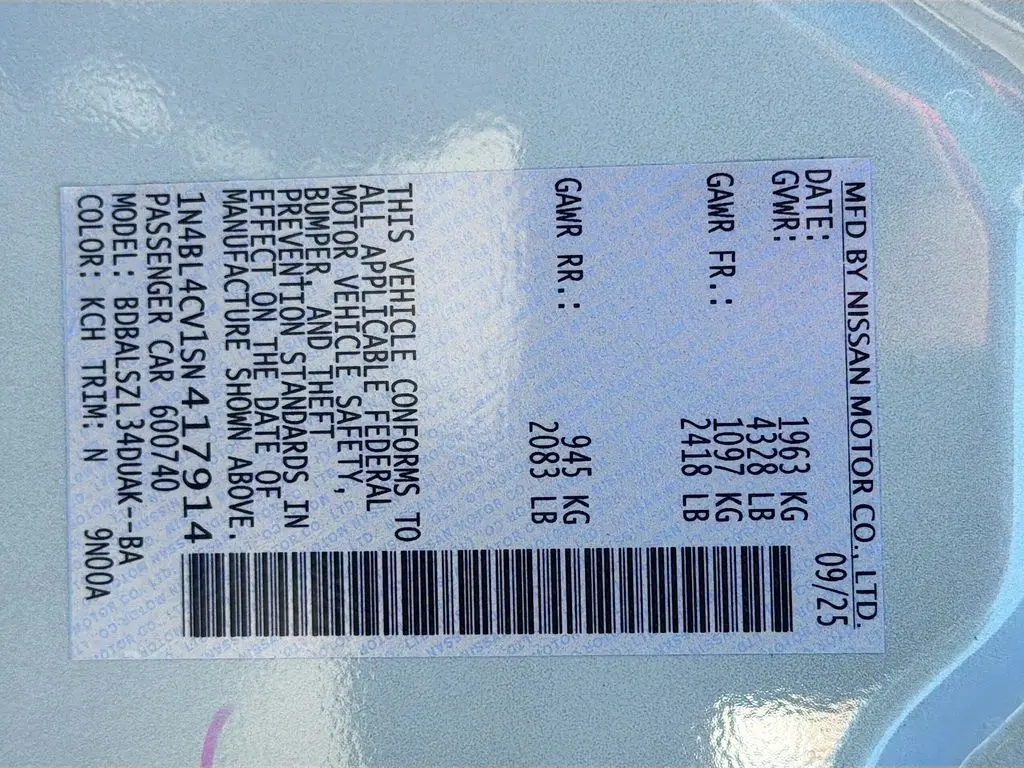 MFD BY NISSAN MOTOR CO., LTD.
DATE: 09/25
GVWR: 1963 KG
4328 LB
GAWR FR.: 1097 KG
2418 LB
GAWR RR.: 945 KG
2083 LB
THIS VEHICLE CONFORMS TO
ALL APPLICABLE FEDERAL
MOTOR VEHICLE SAFETY,
BUMPER, AND THEFT
PREVENTION STANDARDS IN
EFFECT ON THE DATE OF
MANUFACTURE SHOWN ABOVE.
1N4BL4CV1SN417914
PASSENGER CAR 600740
MODEL: BDBALSZL34DUAK--BA
COLOR: KCH TRIM: N 9N00A